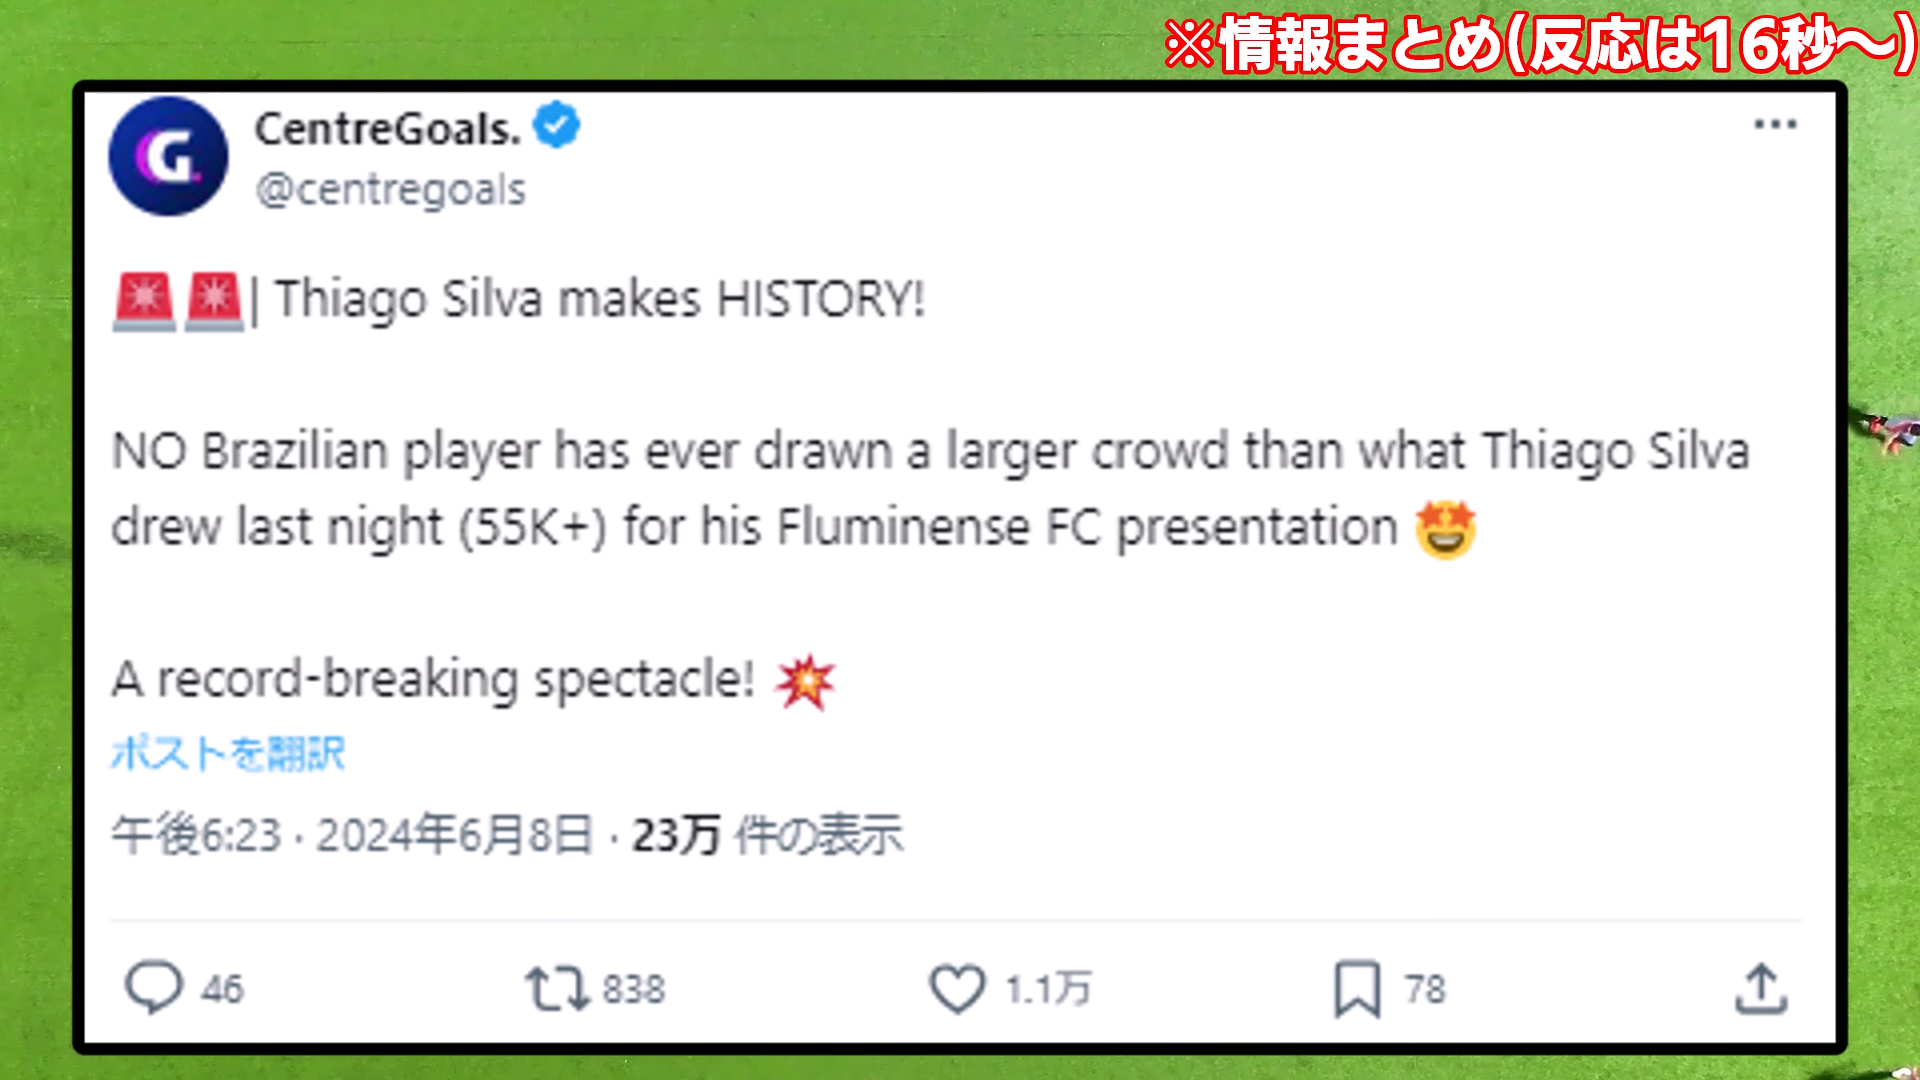 ※情報まとめ(反応は16秒～)
CentreGoals.
@centregoals
🚨🚨| Thiago Silva makes HISTORY!
NO Brazilian player has ever drawn a larger crowd than what Thiago Silva
drew last night (55K+) for his Fluminense FC presentation 🤩
A record-breaking spectacle! 💥
ポストを翻訳
午後6:23 · 2024年6月8日 · 23万 件の表示
46 838 1.1万 78